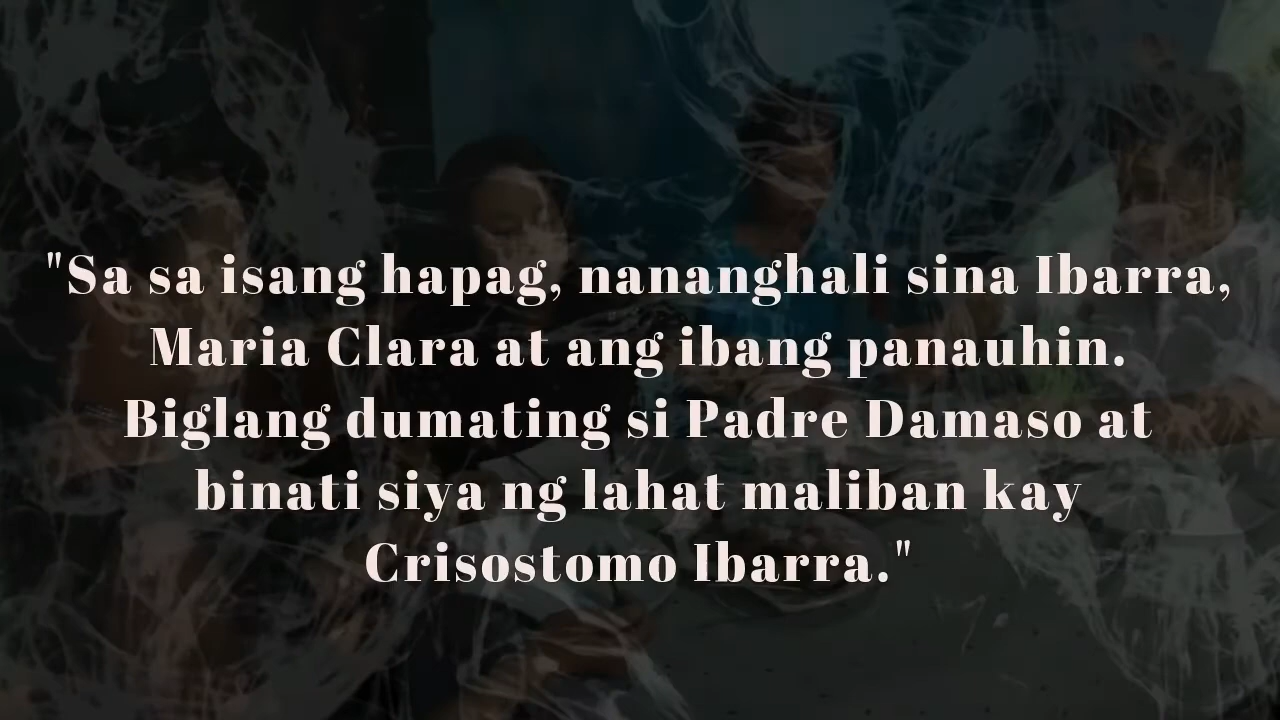 "Sa sa isang hapag, nananghali sina Ibarra,
Maria Clara at ang ibang panauhin.
Biglang dumating si Padre Damaso at
binati siya ng lahat maliban kay
Crisostomo Ibarra."